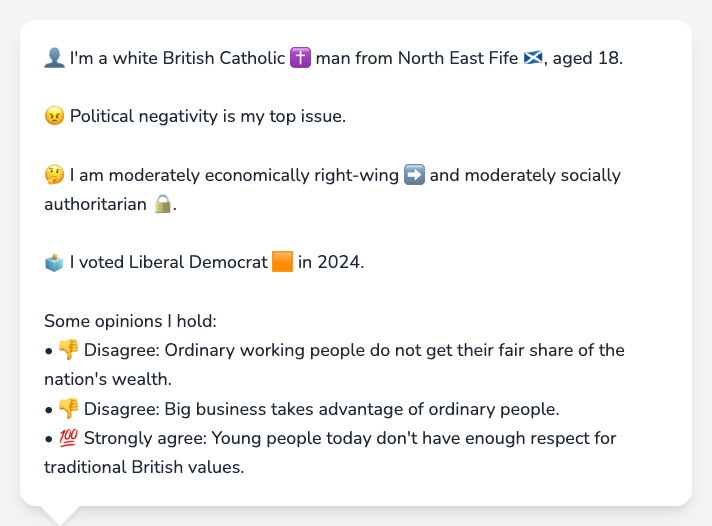 👤 I'm a white British Catholic ✝️ man from North East Fife 🏴󠁧󠁢󠁳󠁣󠁴󠁿, aged 18.
😠 Political negativity is my top issue.
🤔 I am moderately economically right-wing ➡️ and moderately socially
authoritarian 🔒.
🗳️ I voted Liberal Democrat 🟧 in 2024.
Some opinions I hold:
• 👎 Disagree: Ordinary working people do not get their fair share of the
nation's wealth.
• 👎 Disagree: Big business takes advantage of ordinary people.
• 💯 Strongly agree: Young people today don't have enough respect for
traditional British values.